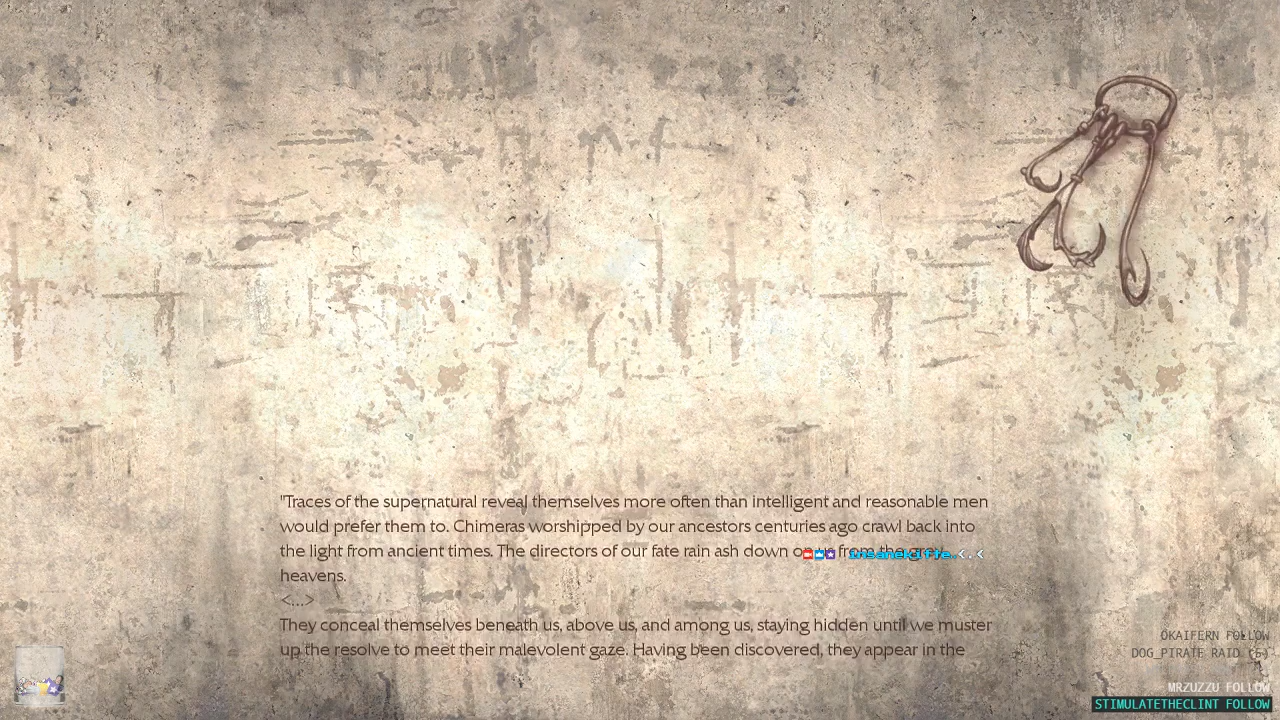 "Traces of the supernatural reveal themselves more often than intelligent and reasonable men
would prefer them to. Chimeras worshipped by our ancestors centuries ago crawl back into
the light from ancient times. The directors of our fate rain ash down on us from the great
heavens.
<...>
They conceal themselves beneath us, above us, and among us, staying hidden until we muster
up the resolve to meet their malevolent gaze. Having been discovered, they appear in the
<.<
OKAIFERN FOLLOW
DOG_PIRATE RAID
MRZUZZU FOLLOW
STIMULATETHECLINT FOLLOW